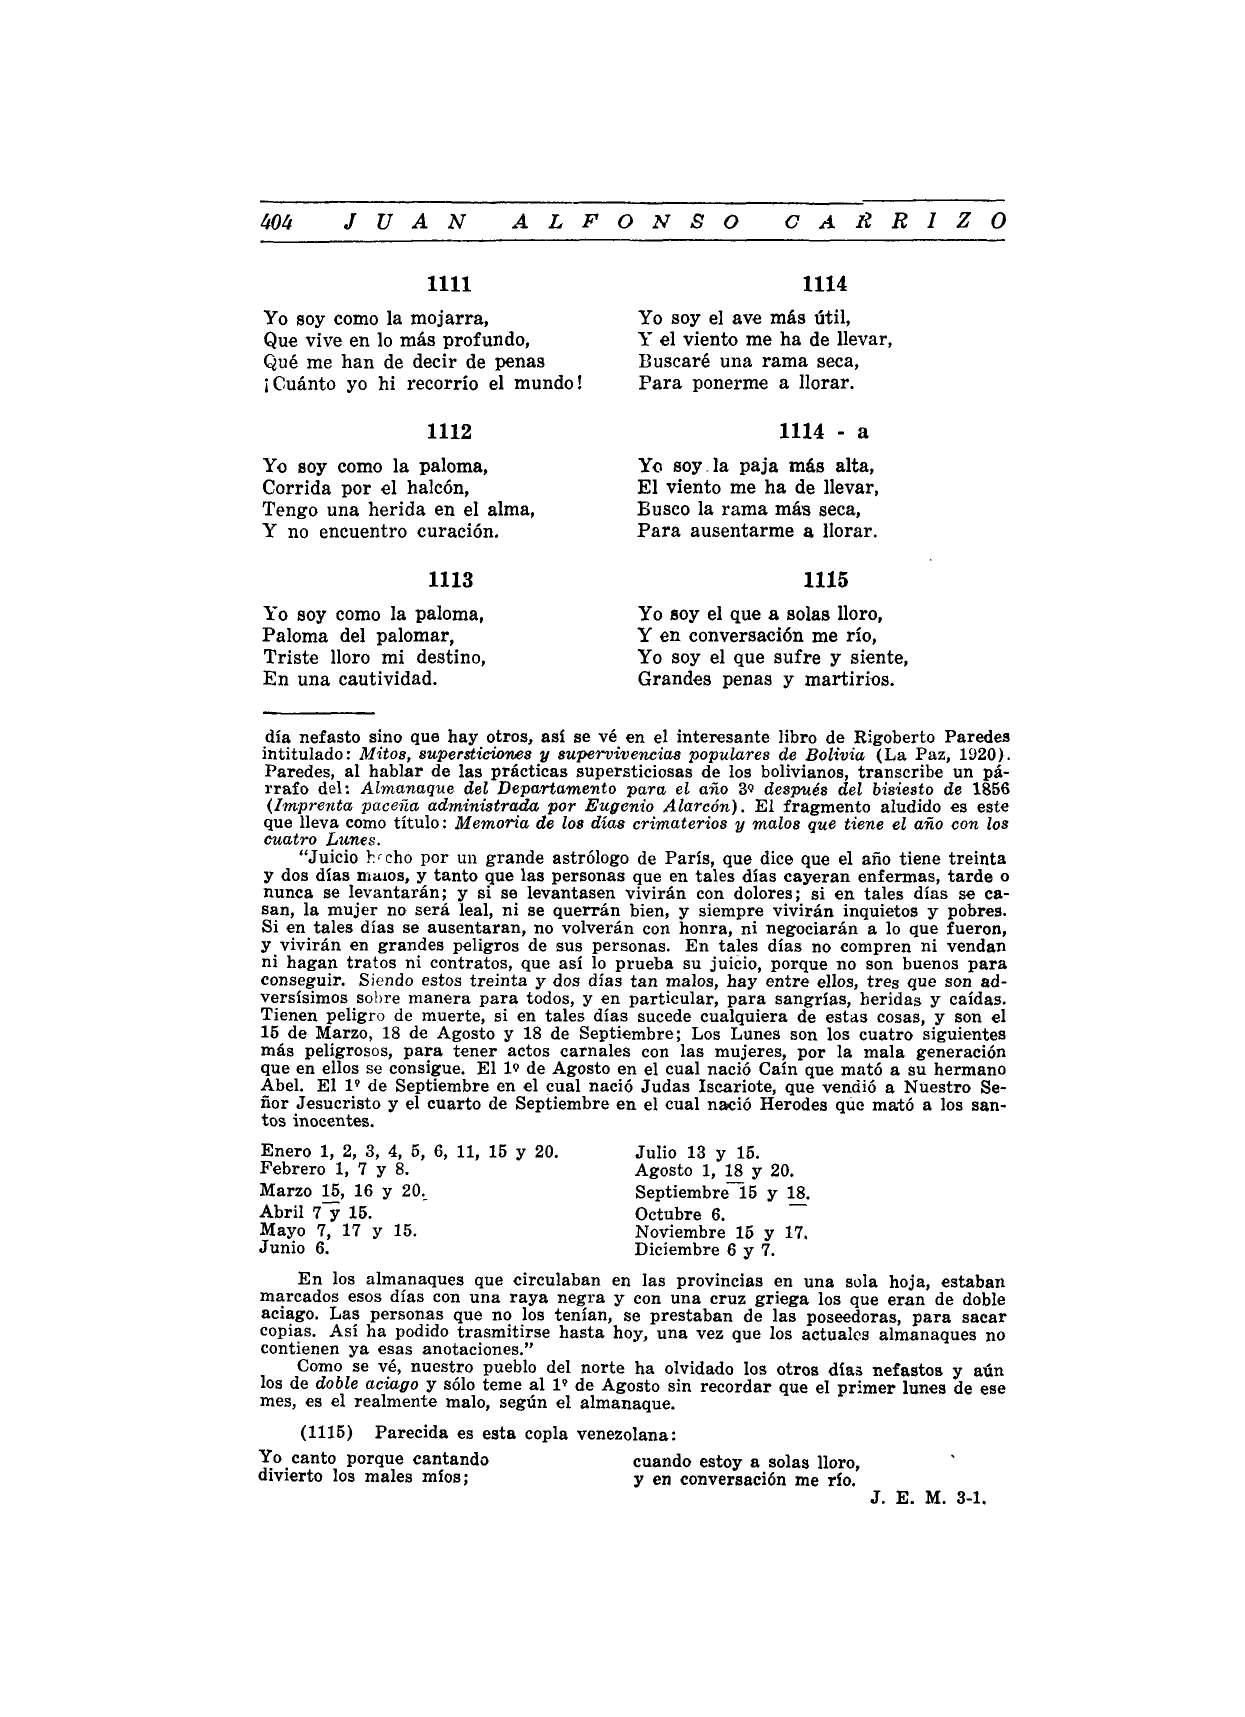 404 JUAN ALFONSO CARRIZO
1111
Yo soy como la mojarra,
Que vive en lo más profundo,
Qué me han de decir de penas
¡Cuánto yo hi recorrío el mundo!
1112
Yo soy como la paloma,
Corrida por el halcón,
Tengo una herida en el alma,
Y no encuentro curación.
1113
Yo soy como la paloma,
Paloma del palomar,
Triste lloro mi destino,
En una cautividad.
1114
Yo soy el ave más útil,
Y el viento me ha de llevar,
Buscaré una rama seca,
Para ponerme a llorar.
1114 - a
Yo soy la paja más alta,
El viento me ha de llevar,
Busco la rama más seca,
Para ausentarme a llorar.
1115
Yo soy el que a solas lloro,
Y en conversación me río,
Yo soy el que sufre y siente,
Grandes penas y martirios.
día nefasto sino que hay otros, así se vé en el interesante libro de Rigoberto Paredes
intitulado: Mitos, supersticiones y supervivencias populares de Bolivia (La Paz, 1920).
Paredes, al hablar de las prácticas supersticiosas de los bolivianos, transcribe un pá-
rrafo del: Almanaque del Departamento para el año 3º después del bisiesto de 1856
(Imprenta paceña administrada por Eugenio Alarcón). El fragmento aludido es este
que lleva como título: Memoria de los días crimaterios y malos que tiene el año con los
cuatro Lunes.
“Juicio hecho por un grande astrólogo de París, que dice que el año tiene treinta
y dos días malos, y tanto que las personas que en tales días cayeran enfermas, tarde o
nunca se levantarán; y si se levantasen vivirán con dolores; si en tales días se ca-
san, la mujer no será leal, ni se querrán bien, y siempre vivirán inquietos y pobres.
Si en tales días se ausentaran, no volverán con honra, ni negociarán a lo que fueron,
y vivirán en grandes peligros de sus personas. En tales días no compren ni vendan
ni hagan tratos ni contratos, que así lo prueba su juicio, porque no son buenos para
conseguir. Siendo estos treinta y dos días tan malos, hay entre ellos, tres que son ad-
versísimos sobre manera para todos, y en particular, para sangrías, heridas y caídas.
Tienen peligro de muerte, si en tales días sucede cualquiera de estas cosas, y son el
15 de Marzo, 18 de Agosto y 18 de Septiembre; Los Lunes son los cuatro siguientes
más peligrosos, para tener actos carnales con las mujeres, por la mala generación
que en ellos se consigue. El 1º de Agosto en el cual nació Caín que mató a su hermano
Abel. El 1º de Septiembre en el cual nació Judas Iscariote, que vendió a Nuestro Se-
ñor Jesucristo y el cuarto de Septiembre en el cual nació Herodes que mató a los san-
tos inocentes.
Enero 1, 2, 3, 4, 5, 6, 11, 15 y 20.
Febrero 1, 7 y 8.
Marzo 15, 16 y 20.
Abril 7 y 15.
Mayo 7, 17 y 15.
Junio 6.
Julio 13 y 15.
Agosto 1, 18 y 20.
Septiembre 15 y 18.
Octubre 6.
Noviembre 15 y 17.
Diciembre 6 y 7.
En los almanaques que circulaban en las provincias en una sola hoja, estaban
marcados esos días con una raya negra y con una cruz griega los que eran de doble
aciago. Las personas que no los tenían, se prestaban de las poseedoras, para sacar
copias. Así ha podido trasmitirse hasta hoy, una vez que los actuales almanaques no
contienen ya esas anotaciones.”
Como se vé, nuestro pueblo del norte ha olvidado los otros días nefastos y aún
los de doble aciago y sólo teme al 1º de Agosto sin recordar que el primer lunes de ese
mes, es el realmente malo, según el almanaque.
(1115) Parecida es esta copla venezolana:
Yo canto porque cantando
divierto los males míos;
cuando estoy a solas lloro,
y en conversación me río.
J. E. M. 3-1.